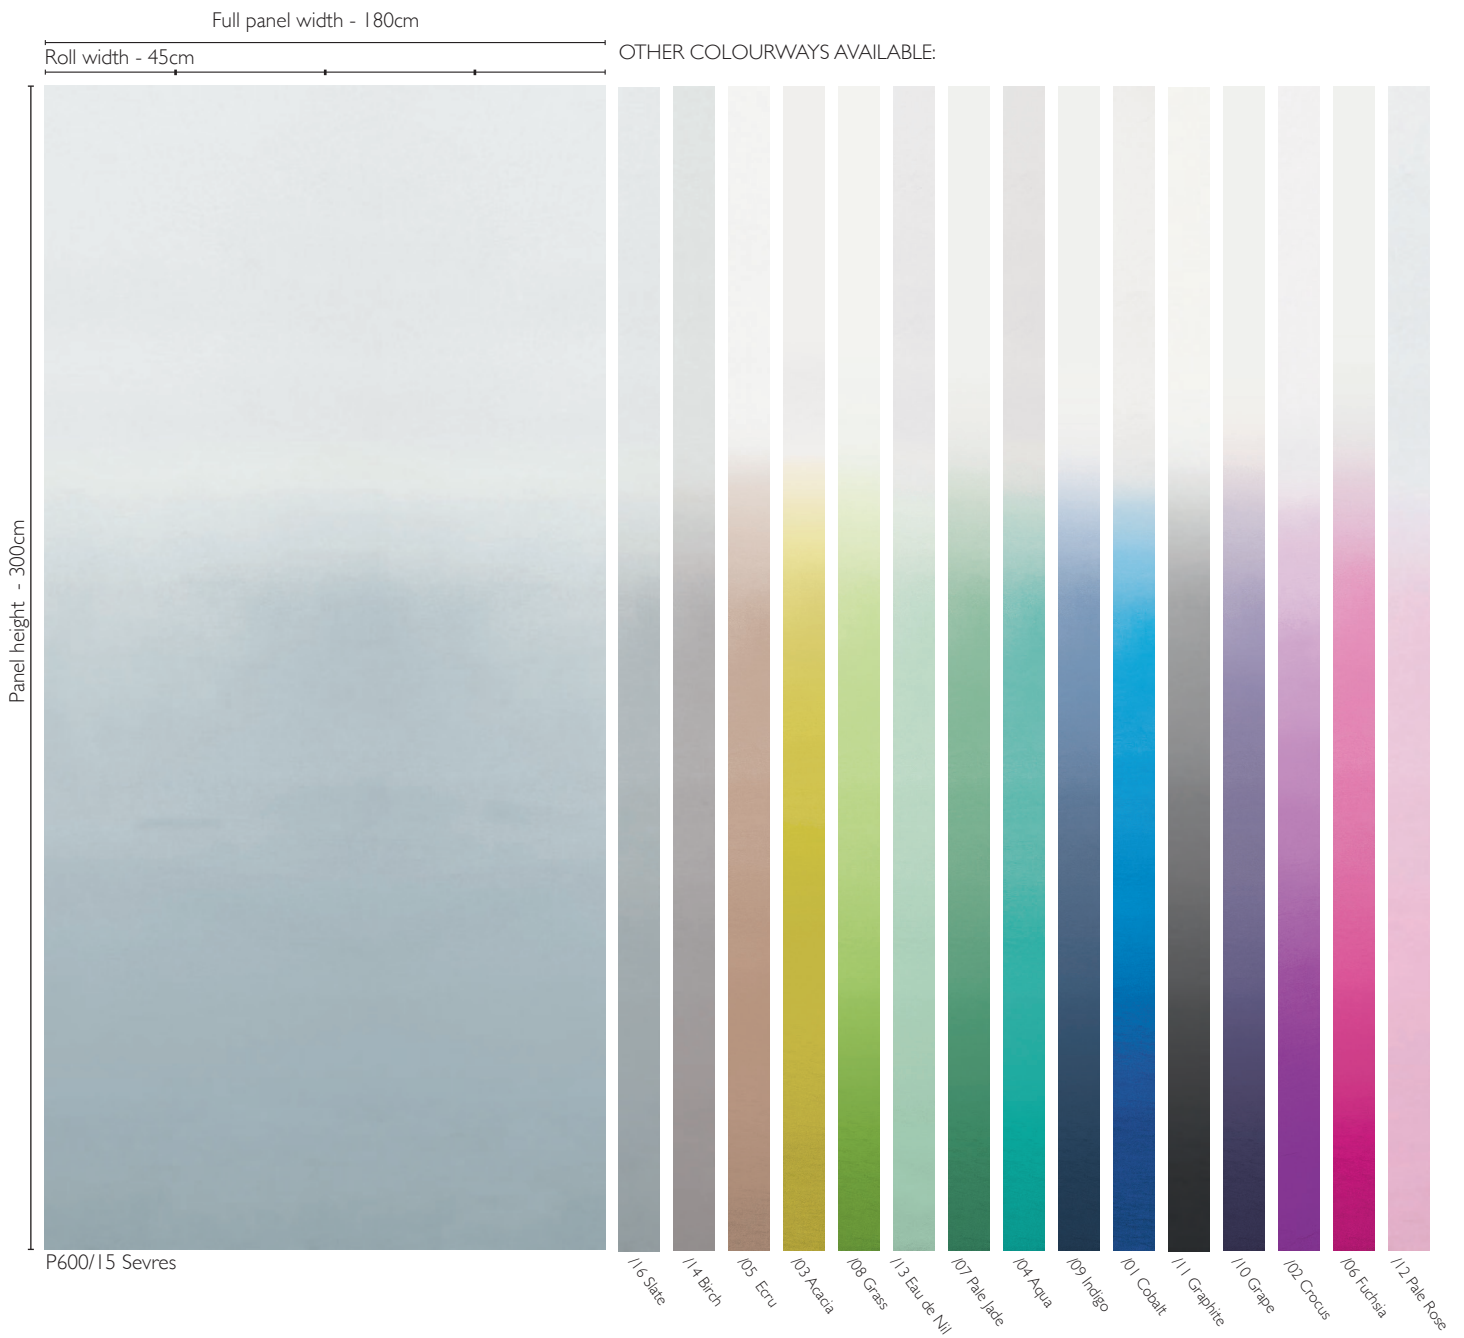 Full panel width - 180cm
Roll width - 45cm
OTHER COLOURWAYS AVAILABLE:
Panel height - 300cm
P600/15 Sevres
/16 Slate
/14 Birch
/05 Ecru
/03 Acacia
/08 Grass
/13 Eau de Nil
/07 Pale Jade
/04 Aqua
/09 Indigo
/01 Cobalt
/11 Graphite
/10 Grape
/02 Crocus
/06 Fuchsia
/12 Pale Rose